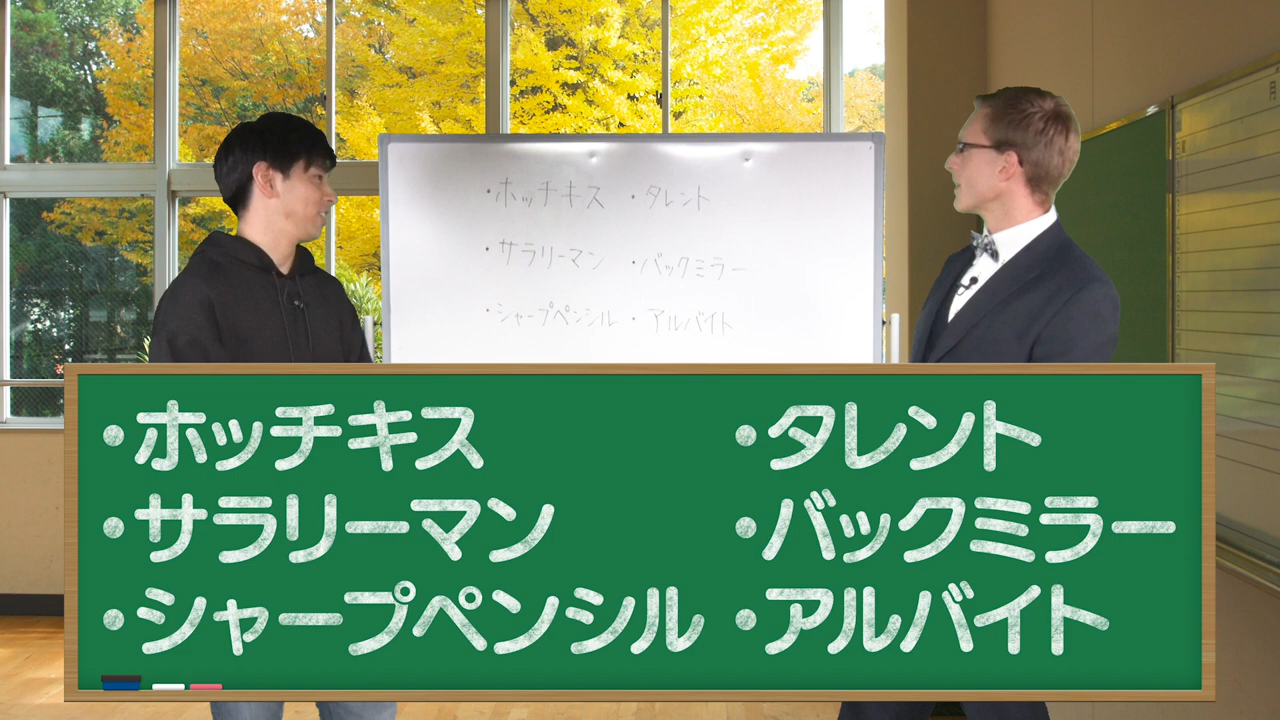 ・ホッチキス ・タレント
・サラリーマン ・バックミラー
・シャープペンシル ・アルバイト
月
・ホッチキス ・タレント
・サラリーマン ・バックミラー
・シャープペンシル ・アルバイト